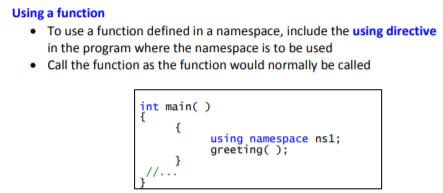 Using a function
• To use a function defined in a namespace, include the using directive
in the program where the namespace is to be used
• Call the function as the function would normally be called
int main( )
{
{
using namespace ns1;
greeting( );
}
//...
}